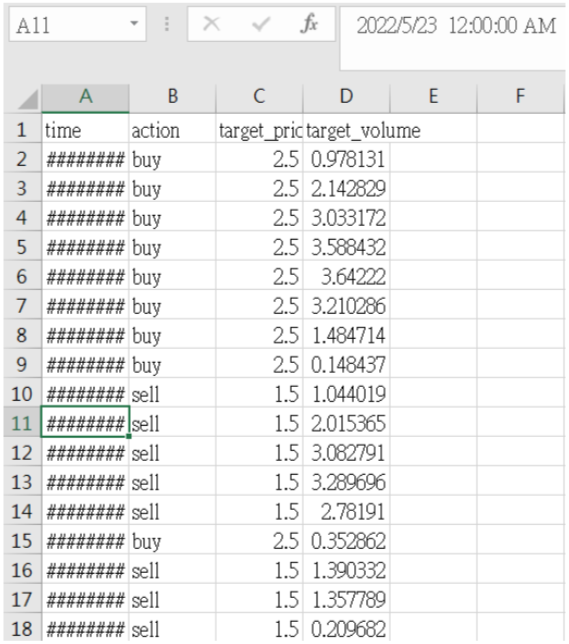 A11 fx 2022/5/23 12:00:00 AM
A B C D E F
1 time action target_pric target_volume
2 ######## buy 2.5 0.978131
3 ######## buy 2.5 2.142829
4 ######## buy 2.5 3.033172
5 ######## buy 2.5 3.588432
6 ######## buy 2.5 3.64222
7 ######## buy 2.5 3.210286
8 ######## buy 2.5 1.484714
9 ######## buy 2.5 0.148437
10 ######## sell 1.5 1.044019
11 ######## sell 1.5 2.015365
12 ######## sell 1.5 3.082791
13 ######## sell 1.5 3.289696
14 ######## sell 1.5 2.78191
15 ######## buy 2.5 0.352862
16 ######## sell 1.5 1.390332
17 ######## sell 1.5 1.357789
18 ######## sell 1.5 0.209682